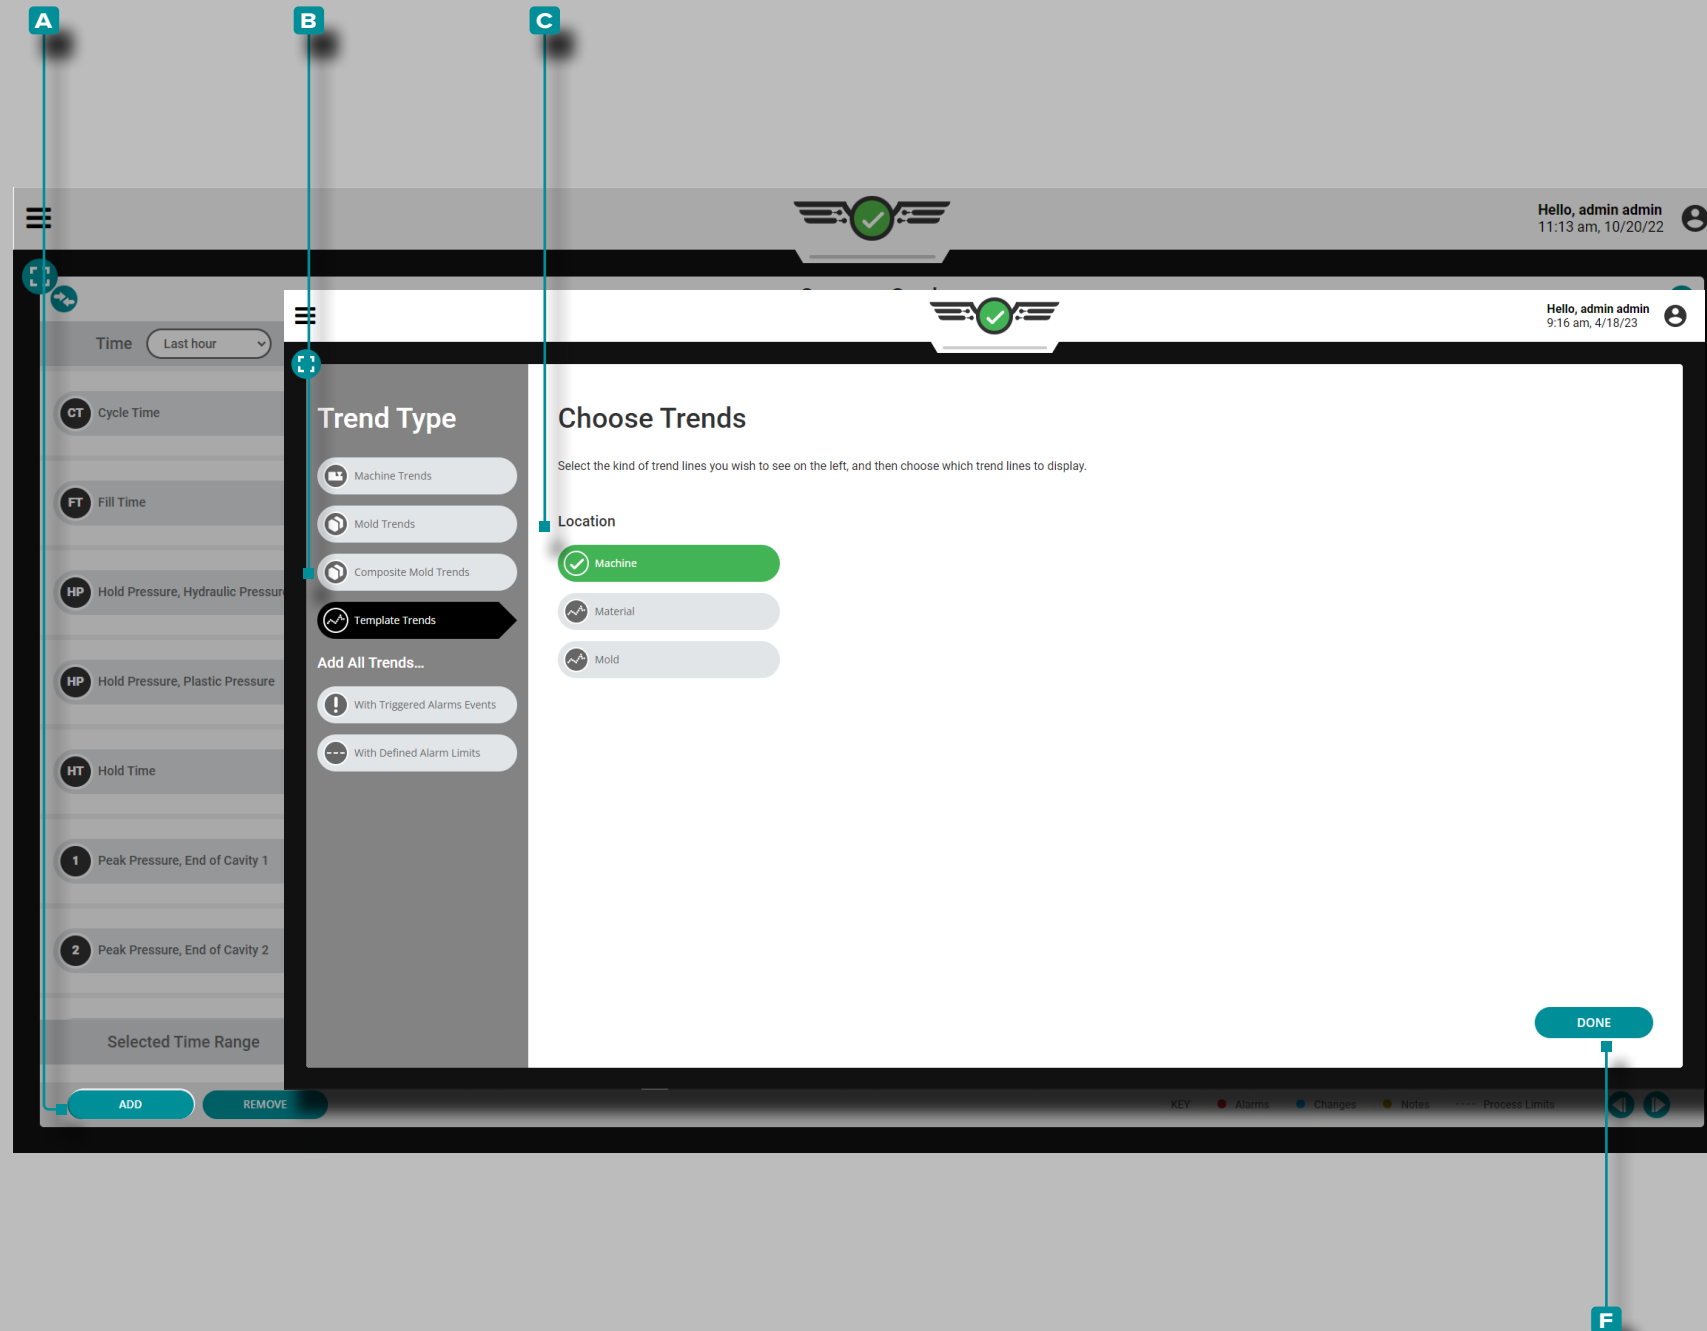 A
B
C
Hello, admin admin
11:13 am, 10/20/22
Hello, admin admin
9:16 am, 4/18/23
Time
Last hour
CT Cycle Time
FT Fill Time
HP Hold Pressure, Hydraulic Pressure
HP Hold Pressure, Plastic Pressure
HT Hold Time
1 Peak Pressure, End of Cavity 1
2 Peak Pressure, End of Cavity 2
Selected Time Range
ADD
REMOVE
Trend Type
Machine Trends
Mold Trends
Composite Mold Trends
Template Trends
Add All Trends...
With Triggered Alarms Events
With Defined Alarm Limits
Choose Trends
Select the kind of trend lines you wish to see on the left, and then choose which trend lines to display.
Location
Machine
Material
Mold
DONE
KEY
Alarms
Changes
Notes
Process Limits
F